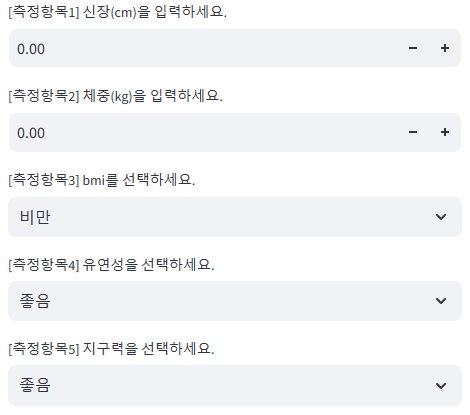 [측정항목1] 신장(cm)을 입력하세요.
0.00
[측정항목2] 체중(kg)을 입력하세요.
0.00
[측정항목3] bmi를 선택하세요.
비만
[측정항목4] 유연성을 선택하세요.
좋음
[측정항목5] 지구력을 선택하세요.
좋음